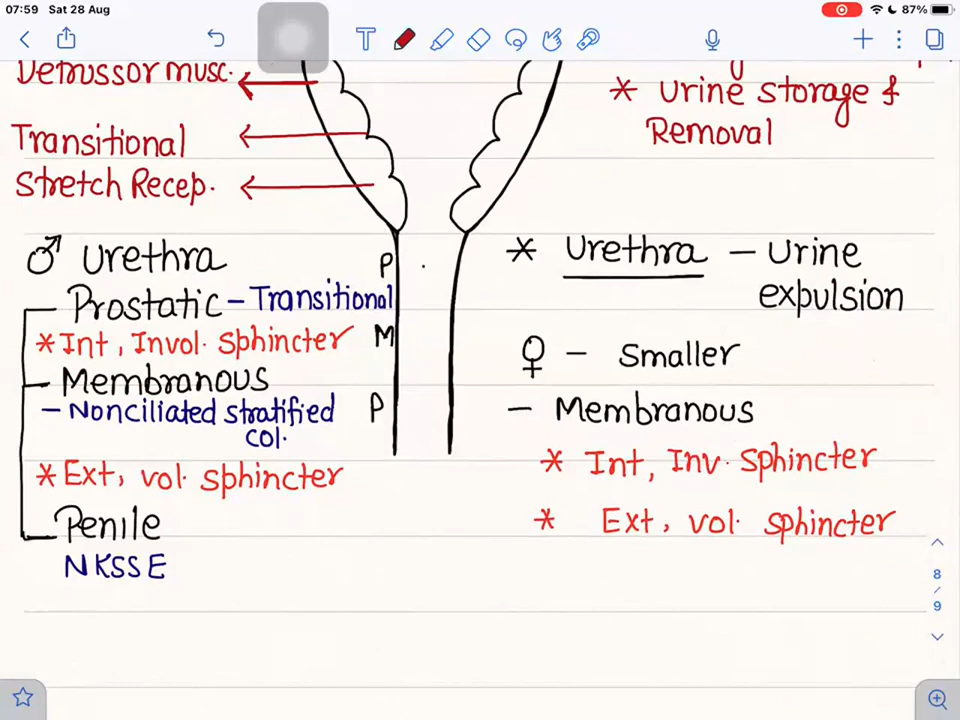 07:59 Sat 28 Aug
87%
T
Detrussor musc.
Transitional
Stretch Recep.
* Urine storage &
Removal
♂ Urethra
Prostatic - Transitional
* Int, Invol. sphincter
Membranous
- Nonciliated stratified
col.
* Ext, vol. sphincter
Penile
NKSSE
P
M
P
* Urethra - Urine
expulsion
♀ - Smaller
- Membranous
* Int, Inv. sphincter
* Ext, vol. sphincter
8
/
9